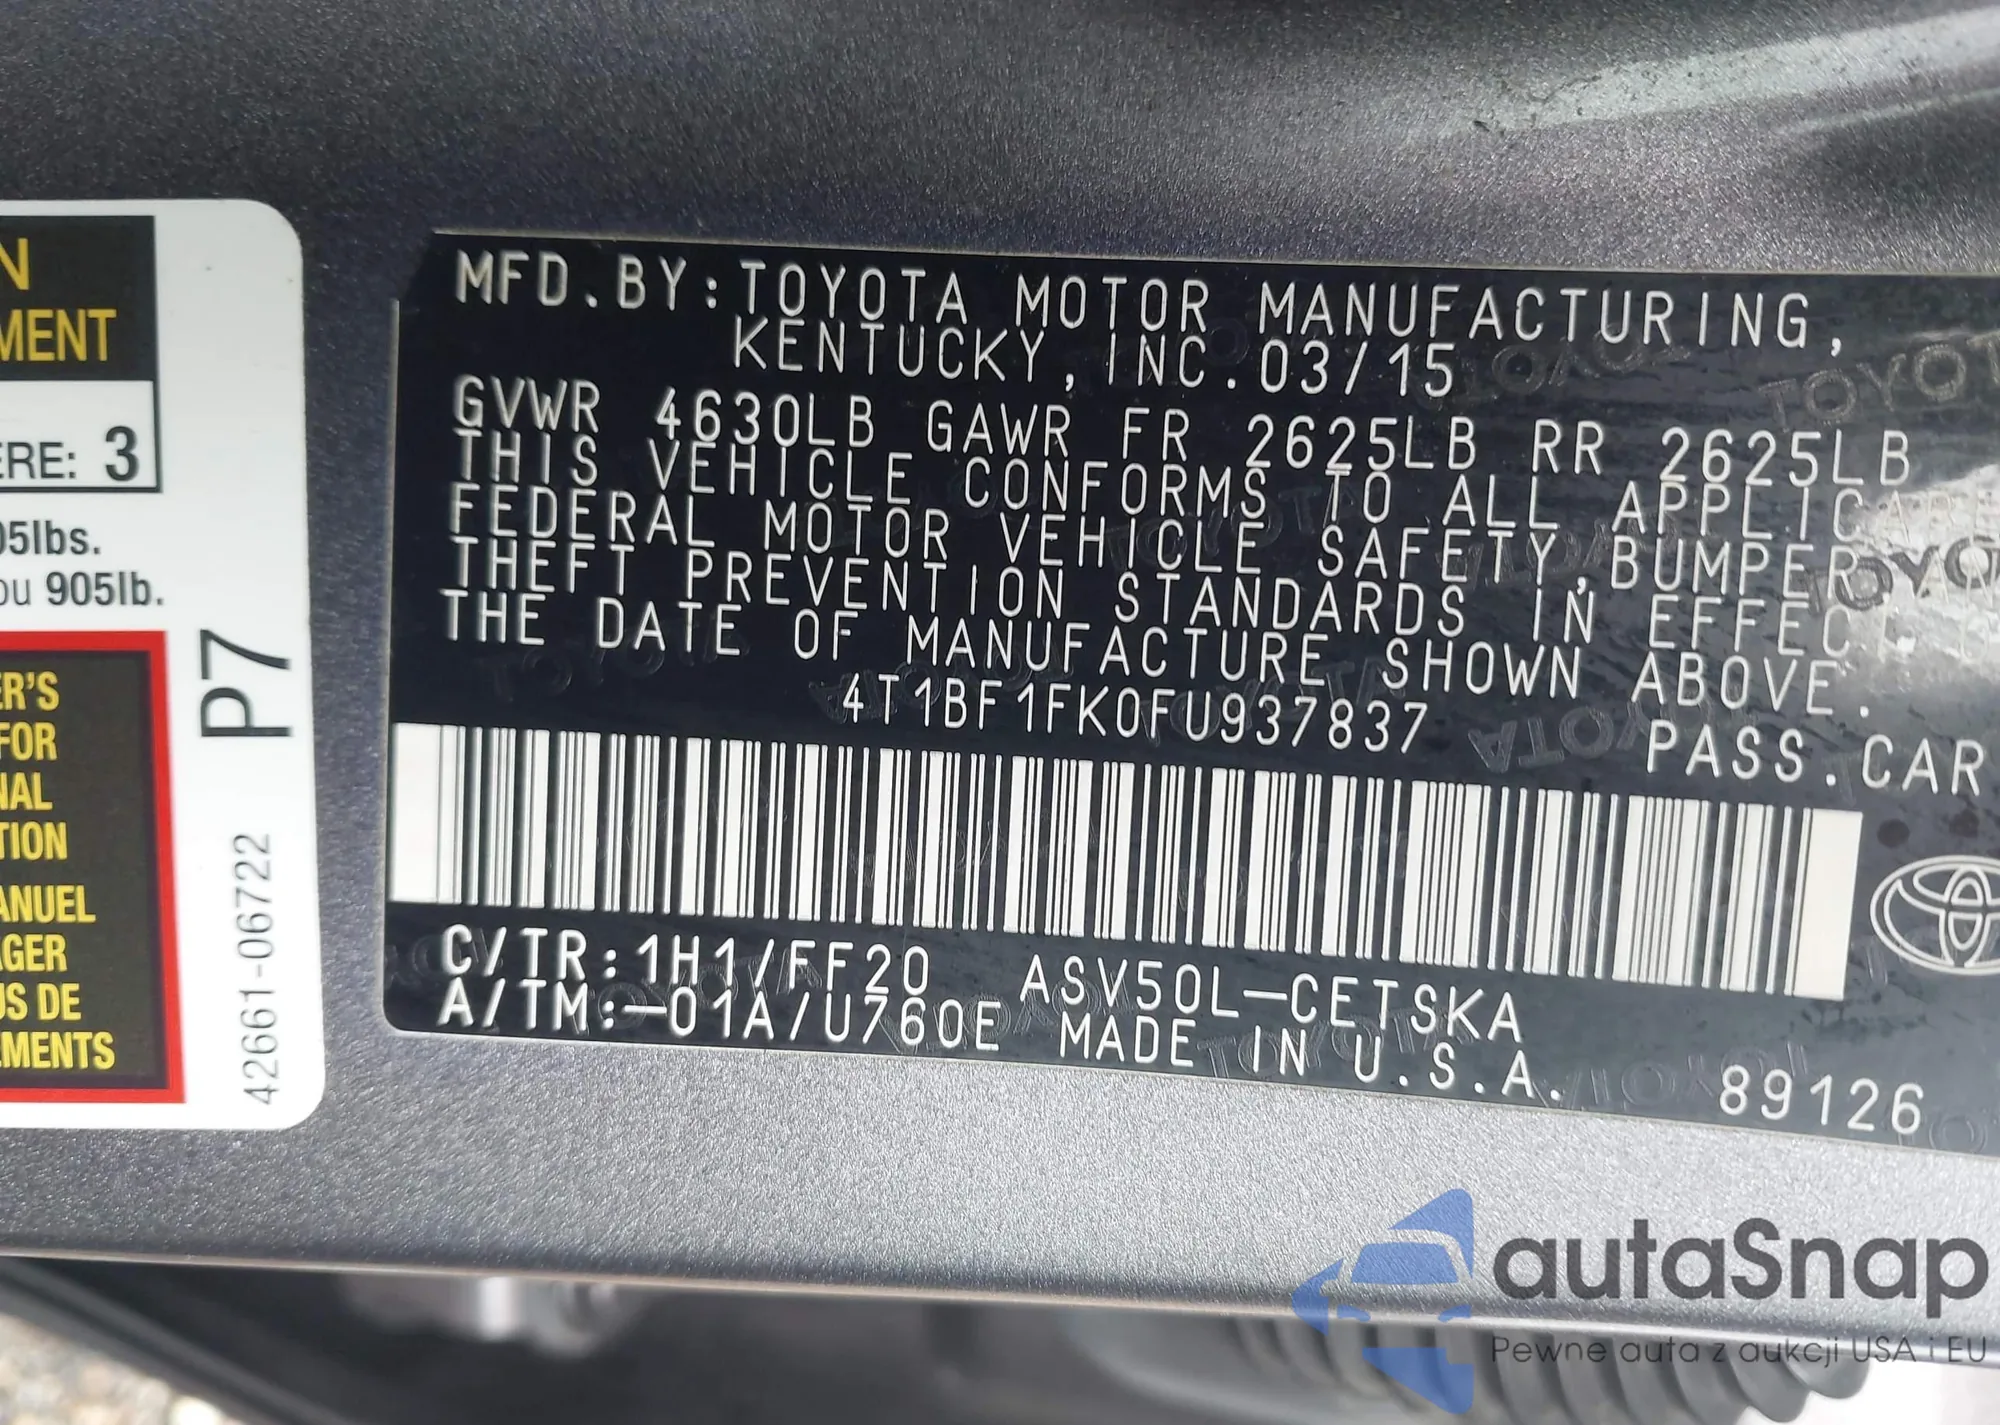 N
MENT
ERE: 3
05lbs.
ou 905lb.
ER'S
FOR
NAL
TION
ANUEL
AGER
US DE
EMENTS
P7
42661-06722
MFD.BY:TOYOTA MOTOR MANUFACTURING,
KENTUCKY,INC.03/15
GVWR 4630LB GAWR FR 2625LB RR 2625LB
THIS VEHICLE CONFORMS TO ALL APPLICAB
FEDERAL MOTOR VEHICLE SAFETY,BUMPER AN
THEFT PREVENTION STANDARDS IN EFFECT O
THE DATE OF MANUFACTURE SHOWN ABOVE.
4T1BF1FK0FU937837
PASS.CAR
C/TR:1H1/FF20 ASV50L-CETSKA
A/TM:-01A/U760E MADE IN U.S.A.
89126
autaSnap
Pewne auta z aukcji USA i EU